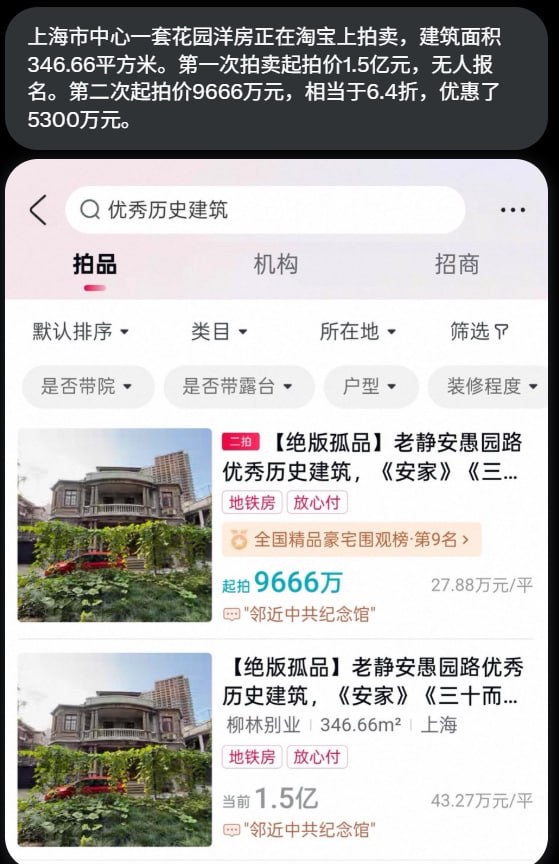 上海市中心一套花园洋房正在淘宝上拍卖，建筑面积
346.66平方米。第一次拍卖起拍价1.5亿元，无人报
名。第二次起拍价9666万元，相当于6.4折，优惠了
5300万元。
优秀历史建筑
拍品 机构 招商
默认排序 类目 所在地 筛选
是否带院 是否带露台 户型 装修程度
二拍 【绝版孤品】老静安愚园路
优秀历史建筑，《安家》《三...
地铁房 放心付
全国精品豪宅围观榜·第9名
起拍 9666万 27.88万元/平
"邻近中共纪念馆"
【绝版孤品】老静安愚园路优秀
历史建筑，《安家》《三十而...
柳林别业 346.66m² 上海
地铁房 放心付
当前 1.5亿 43.27万元/平
"邻近中共纪念馆"